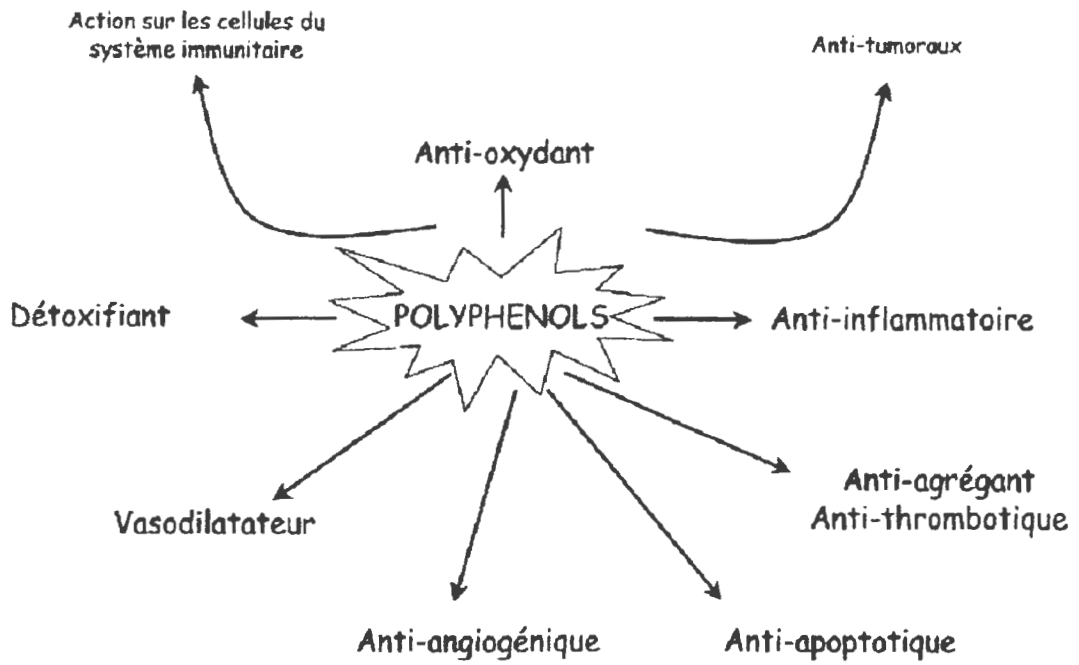 Action sur les cellules du
système immunitaire
Anti-tumoraux
Anti-oxydant
Détoxifiant
POLYPHENOLS
Anti-inflammatoire
Vasodilatateur
Anti-agrégant
Anti-thrombotique
Anti-angiogénique
Anti-apoptotique